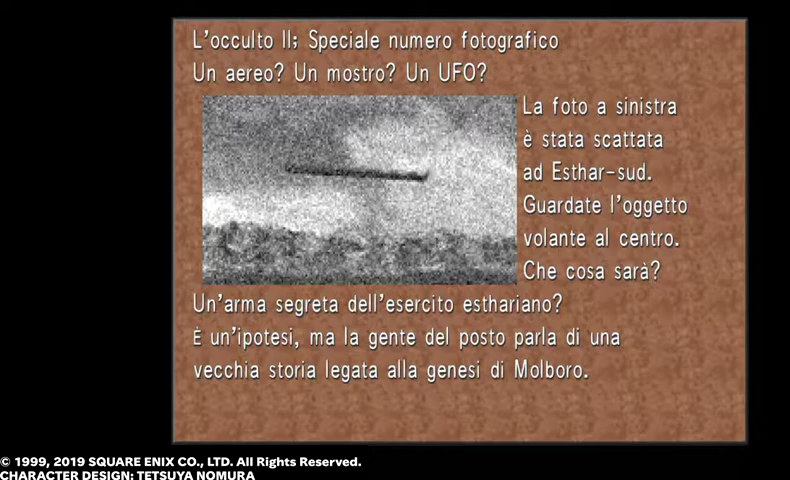 L'occulto II; Speciale numero fotografico
Un aereo? Un mostro? Un UFO?
La foto a sinistra
è stata scattata
ad Esthar-sud.
Guardate l'oggetto
volante al centro.
Che cosa sarà?
Un'arma segreta dell'esercito esthariano?
È un'ipotesi, ma la gente del posto parla di una
vecchia storia legata alla genesi di Molboro.
© 1999, 2019 SQUARE ENIX CO., LTD. All Rights Reserved.
CHARACTER DESIGN: TETSUYA NOMURA